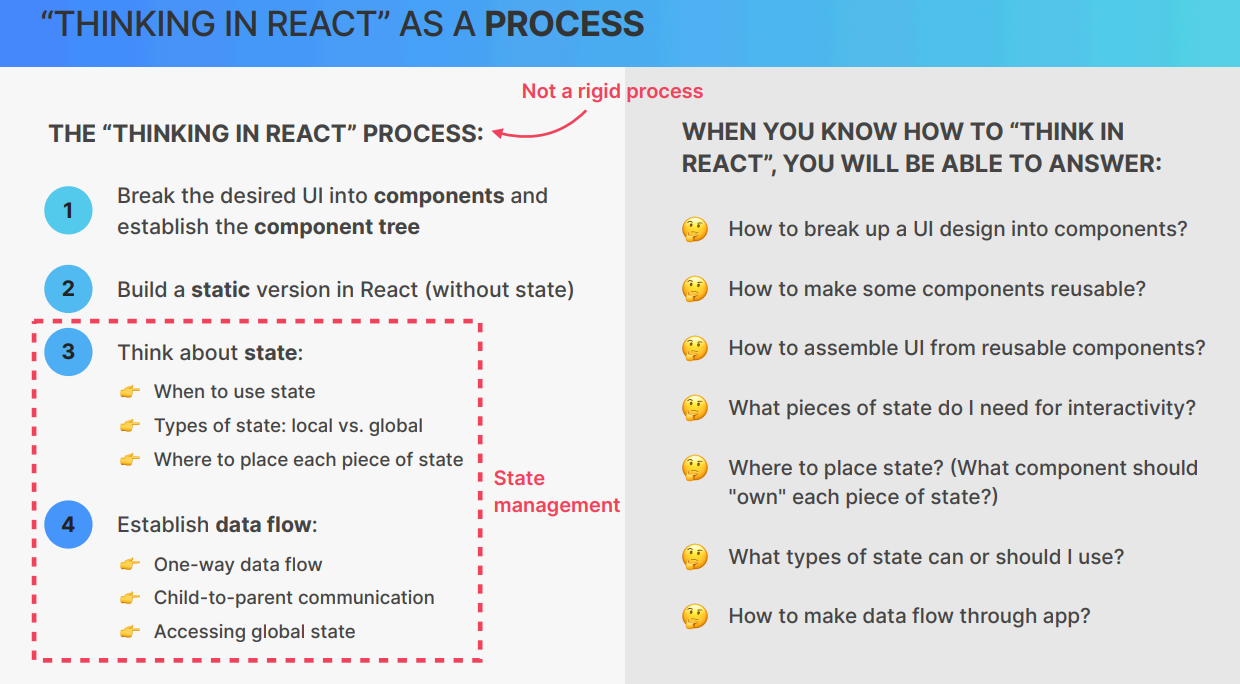 “THINKING IN REACT” AS A PROCESS
Not a rigid process
THE “THINKING IN REACT” PROCESS:
1
Break the desired UI into components and
establish the component tree
2
Build a static version in React (without state)
3
Think about state:
👉 When to use state
👉 Types of state: local vs. global
👉 Where to place each piece of state
State
management
4
Establish data flow:
👉 One-way data flow
👉 Child-to-parent communication
👉 Accessing global state
WHEN YOU KNOW HOW TO “THINK IN
REACT”, YOU WILL BE ABLE TO ANSWER:
🤔 How to break up a UI design into components?
🤔 How to make some components reusable?
🤔 How to assemble UI from reusable components?
🤔 What pieces of state do I need for interactivity?
🤔 Where to place state? (What component should
"own" each piece of state?)
🤔 What types of state can or should I use?
🤔 How to make data flow through app?